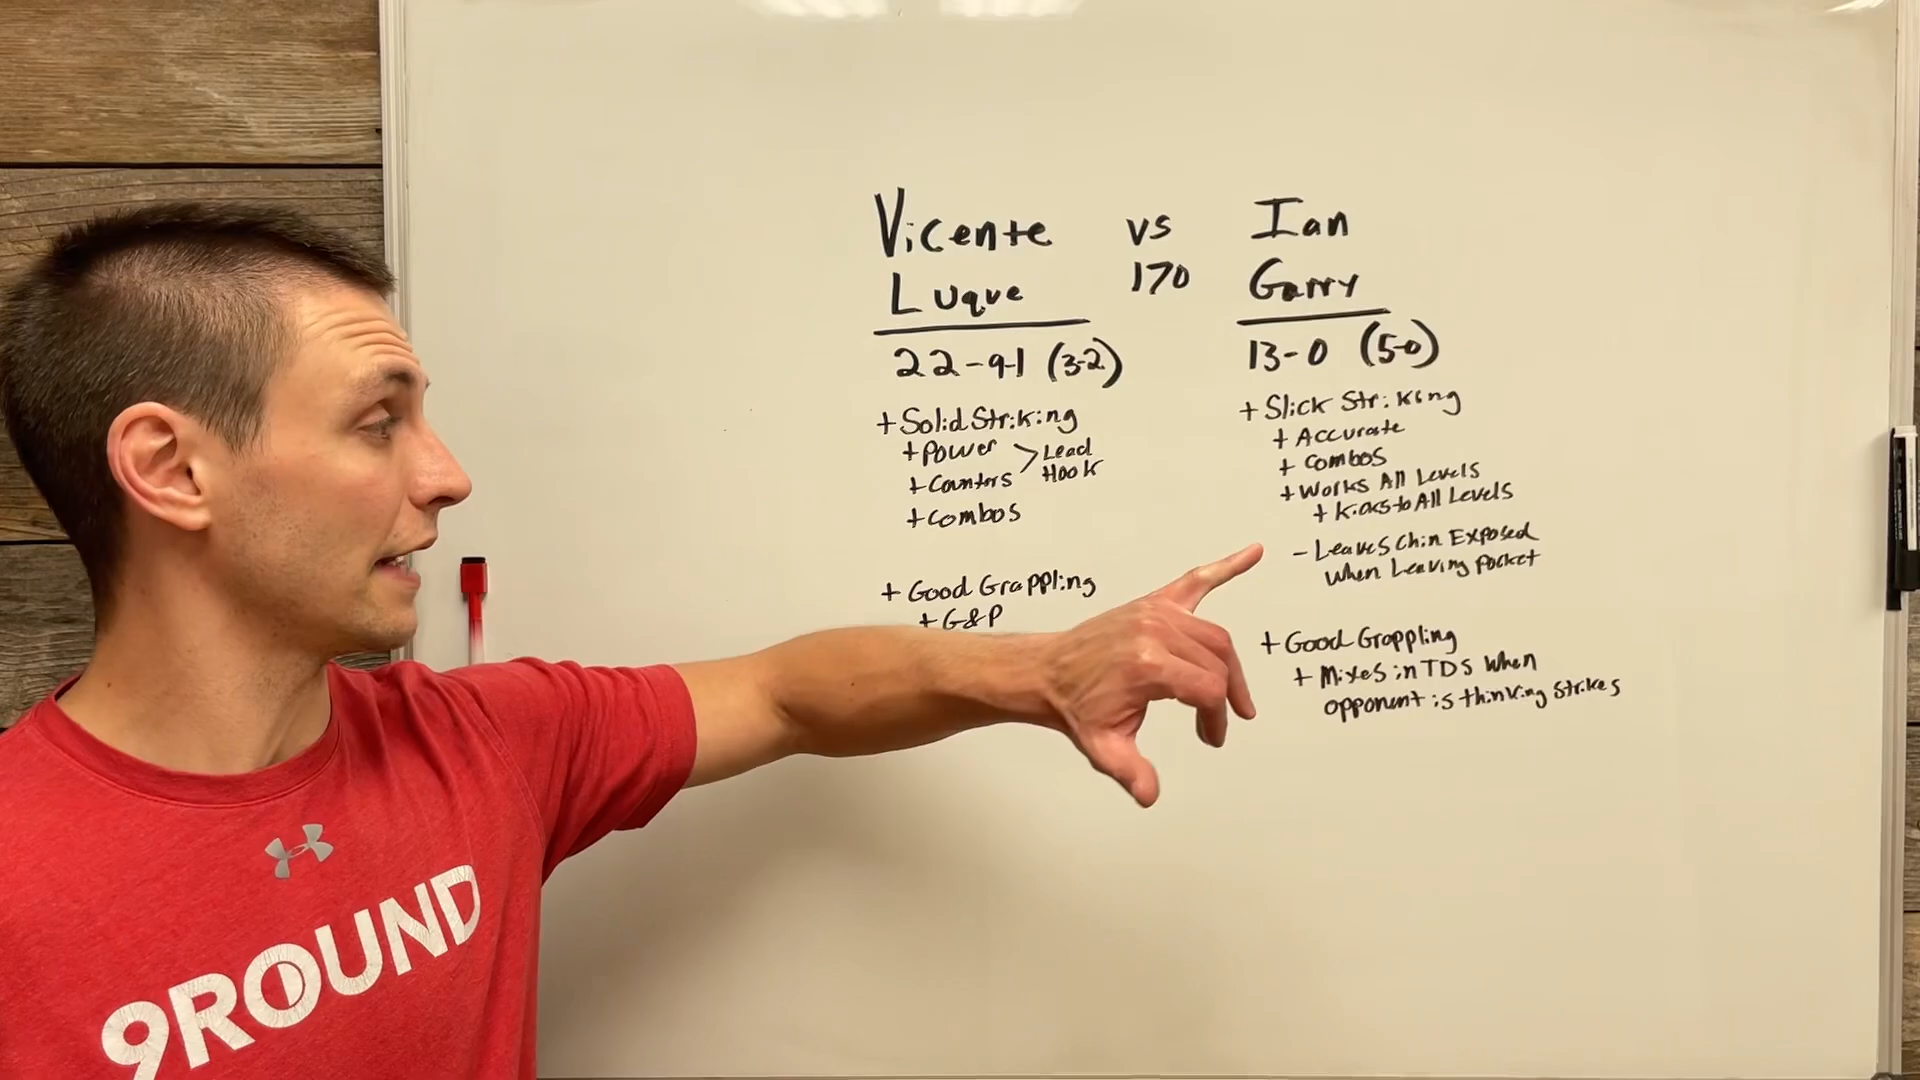 Vicente vs Ian
Luque 170 Garry
22-9-1 (3-2)
+ Solid Striking
+ Power
+ Counters
> Lead
Hook
+ Combos
+ Good Grappling
+ G&P
13-0 (5-0)
+ Slick Striking
+ Accurate
+ Combos
+ Works All Levels
+ Kicks to All Levels
- Leaves Chin Exposed
when Leaving Pocket
+ Good Grappling
+ Mixes in TDS when
opponent is thinking Strikes
9ROUND